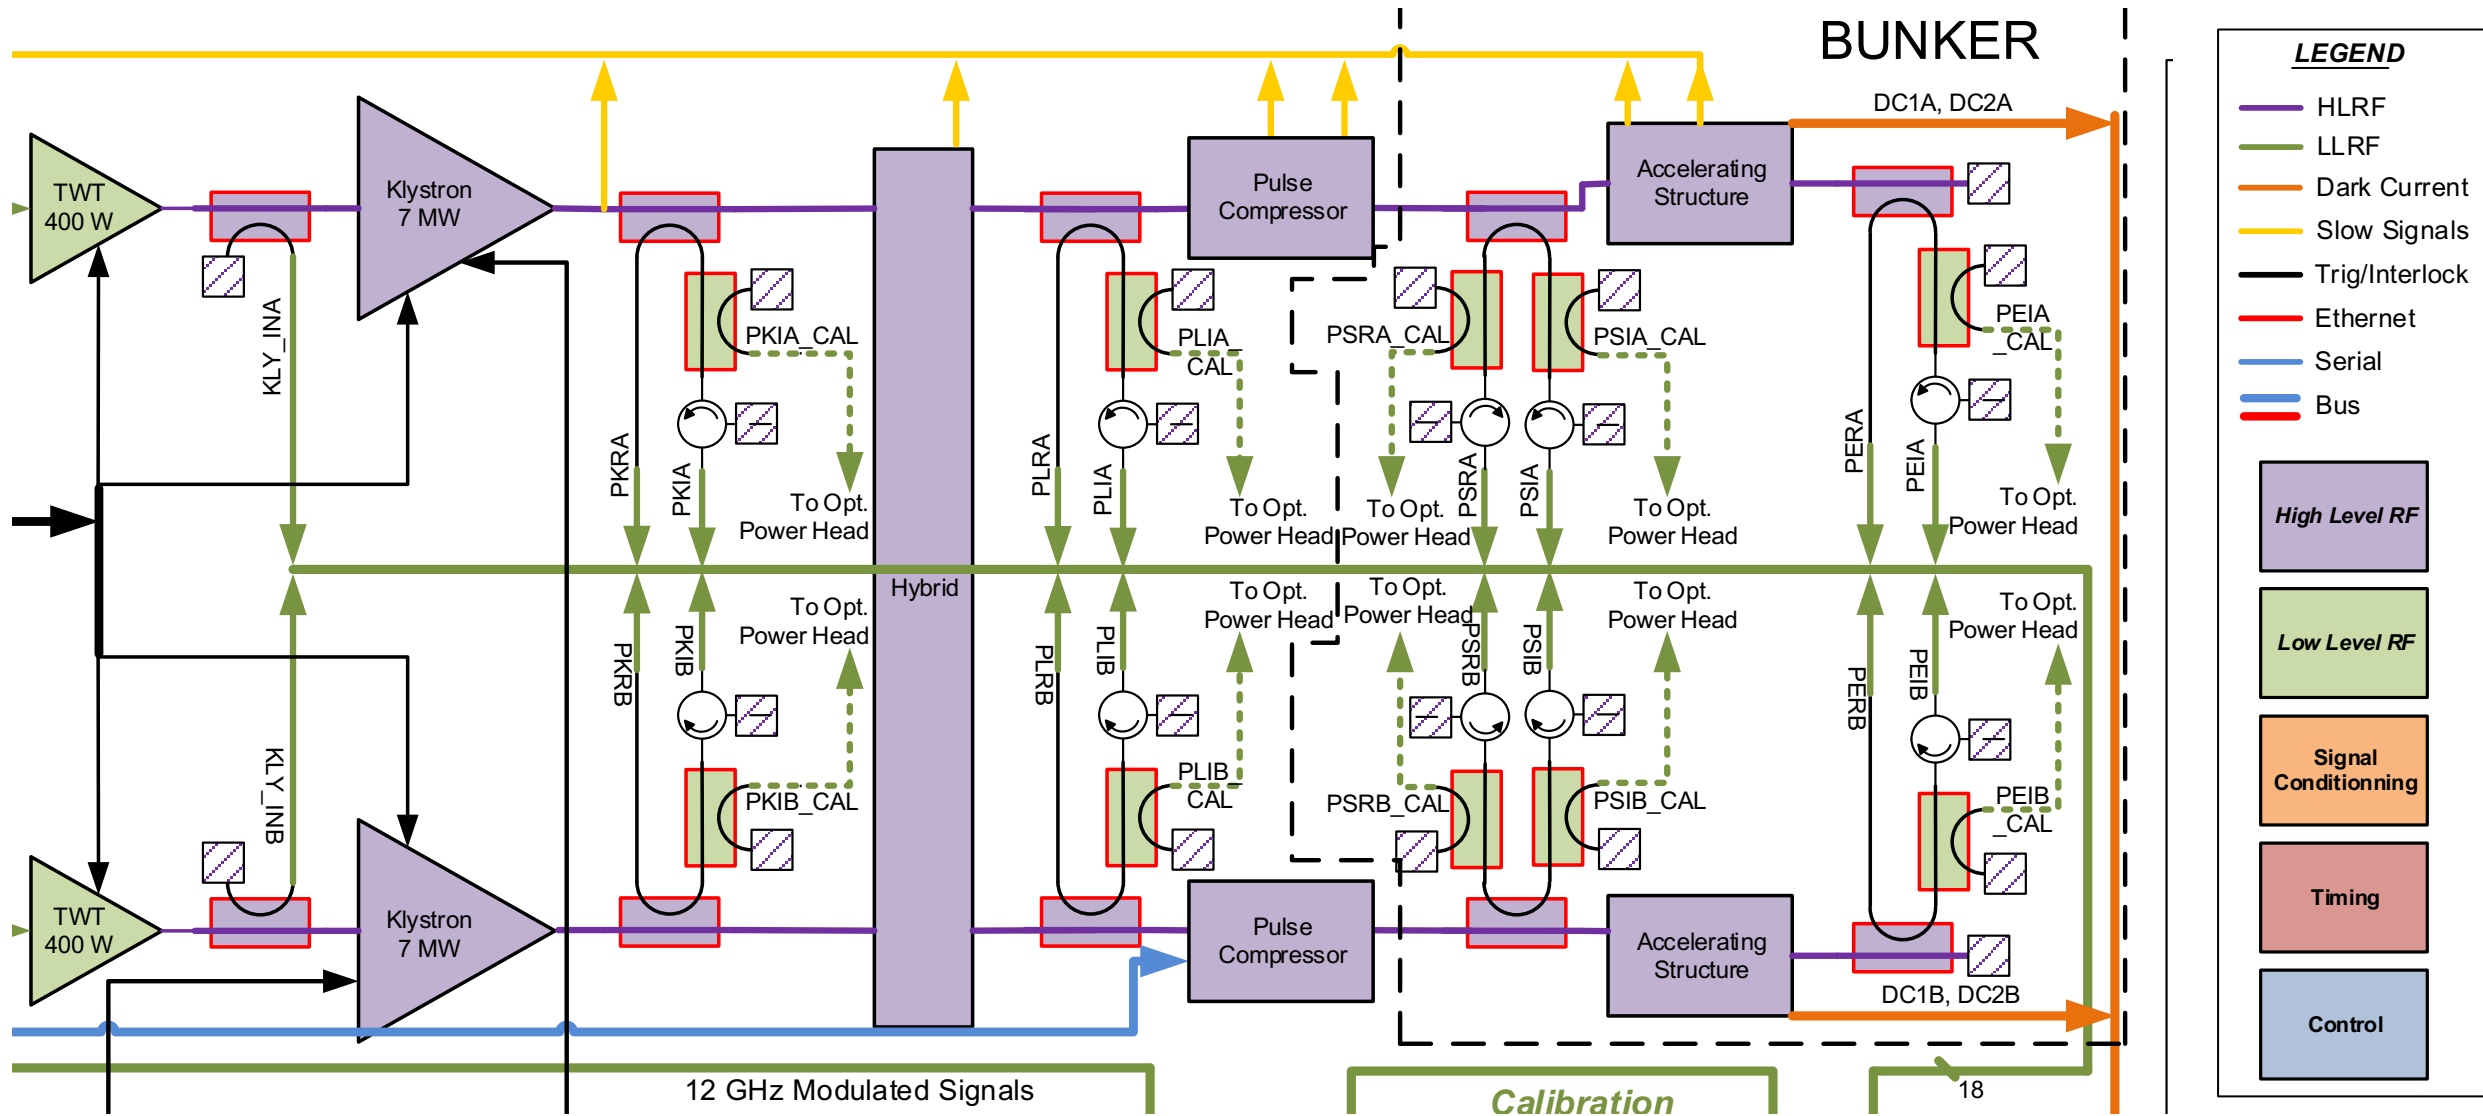 BUNKER
LEGEND
HLRF
LLRF
Dark Current
Slow Signals
Trig/Interlock
Ethernet
Serial
Bus
High Level RF
Low Level RF
Signal
Conditionning
Timing
Control
DC1A, DC2A
TWT
400 W
Klystron
7 MW
Pulse
Compressor
Accelerating
Structure
KLY_INA
PKIA_CAL
PLIA_
CAL
PSRA_CAL
PSIA_CAL
PEIA
_CAL
PKRA
PKIA
PLRA
PLIA
PSRA
PSIA
PERA
PEIA
To Opt.
Power Head
To Opt.
Power Head
To Opt.
Power Head
To Opt.
Power Head
To Opt.
Power Head
Hybrid
To Opt.
Power Head
To Opt.
Power Head
To Opt.
Power Head
To Opt.
Power Head
To Opt.
Power Head
PKRB
PKIB
PLRB
PLIB
PSRB
PSIB
PERB
PEIB
KLY_INB
PKIB_CAL
PLIB_
CAL
PSRB_CAL
PSIB_CAL
PEIB
_CAL
TWT
400 W
Klystron
7 MW
Pulse
Compressor
Accelerating
Structure
DC1B, DC2B
12 GHz Modulated Signals
Calibration
18